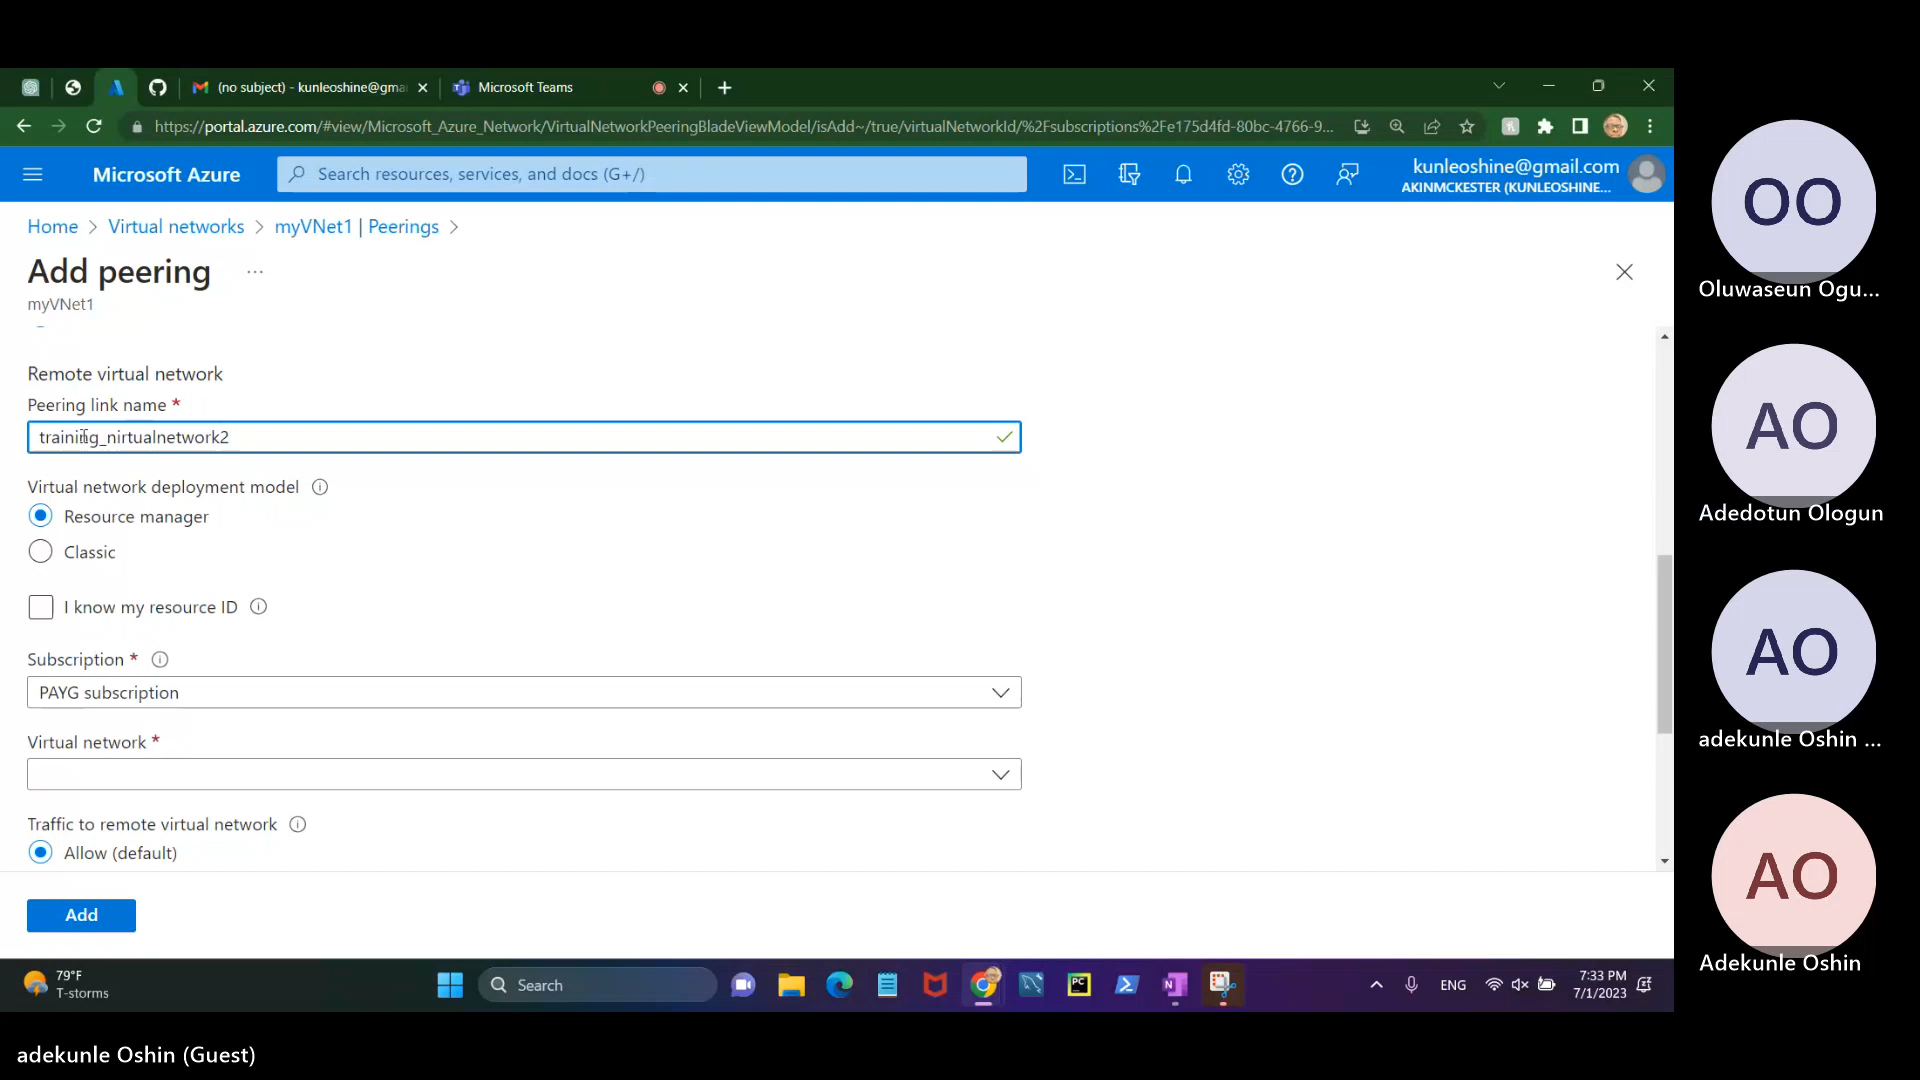 (no subject) - kunleoshine@gma
Microsoft Teams
https://portal.azure.com/#view/Microsoft_Azure_Network/VirtualNetworkPeeringBladeViewModel/isAdd~/true/virtualNetworkId/%2Fsubscriptions%2Fe175d4fd-80bc-4766-9...
Microsoft Azure
Search resources, services, and docs (G+/)
kunleoshine@gmail.com
AKINMCKESTER (KUNLEOSHINE...
Home > Virtual networks > myVNet1 | Peerings >
Add peering ...
myVNet1
Remote virtual network
Peering link name *
training_nirtualnetwork2
Virtual network deployment model
Resource manager
Classic
I know my resource ID
Subscription *
PAYG subscription
Virtual network *
Traffic to remote virtual network
Allow (default)
Add
79°F
T-storms
Search
PC
N
ENG
7:33 PM
7/1/2023
OO
Oluwaseun Ogu...
AO
Adedotun Ologun
AO
adekunle Oshin ...
AO
Adekunle Oshin
adekunle Oshin (Guest)